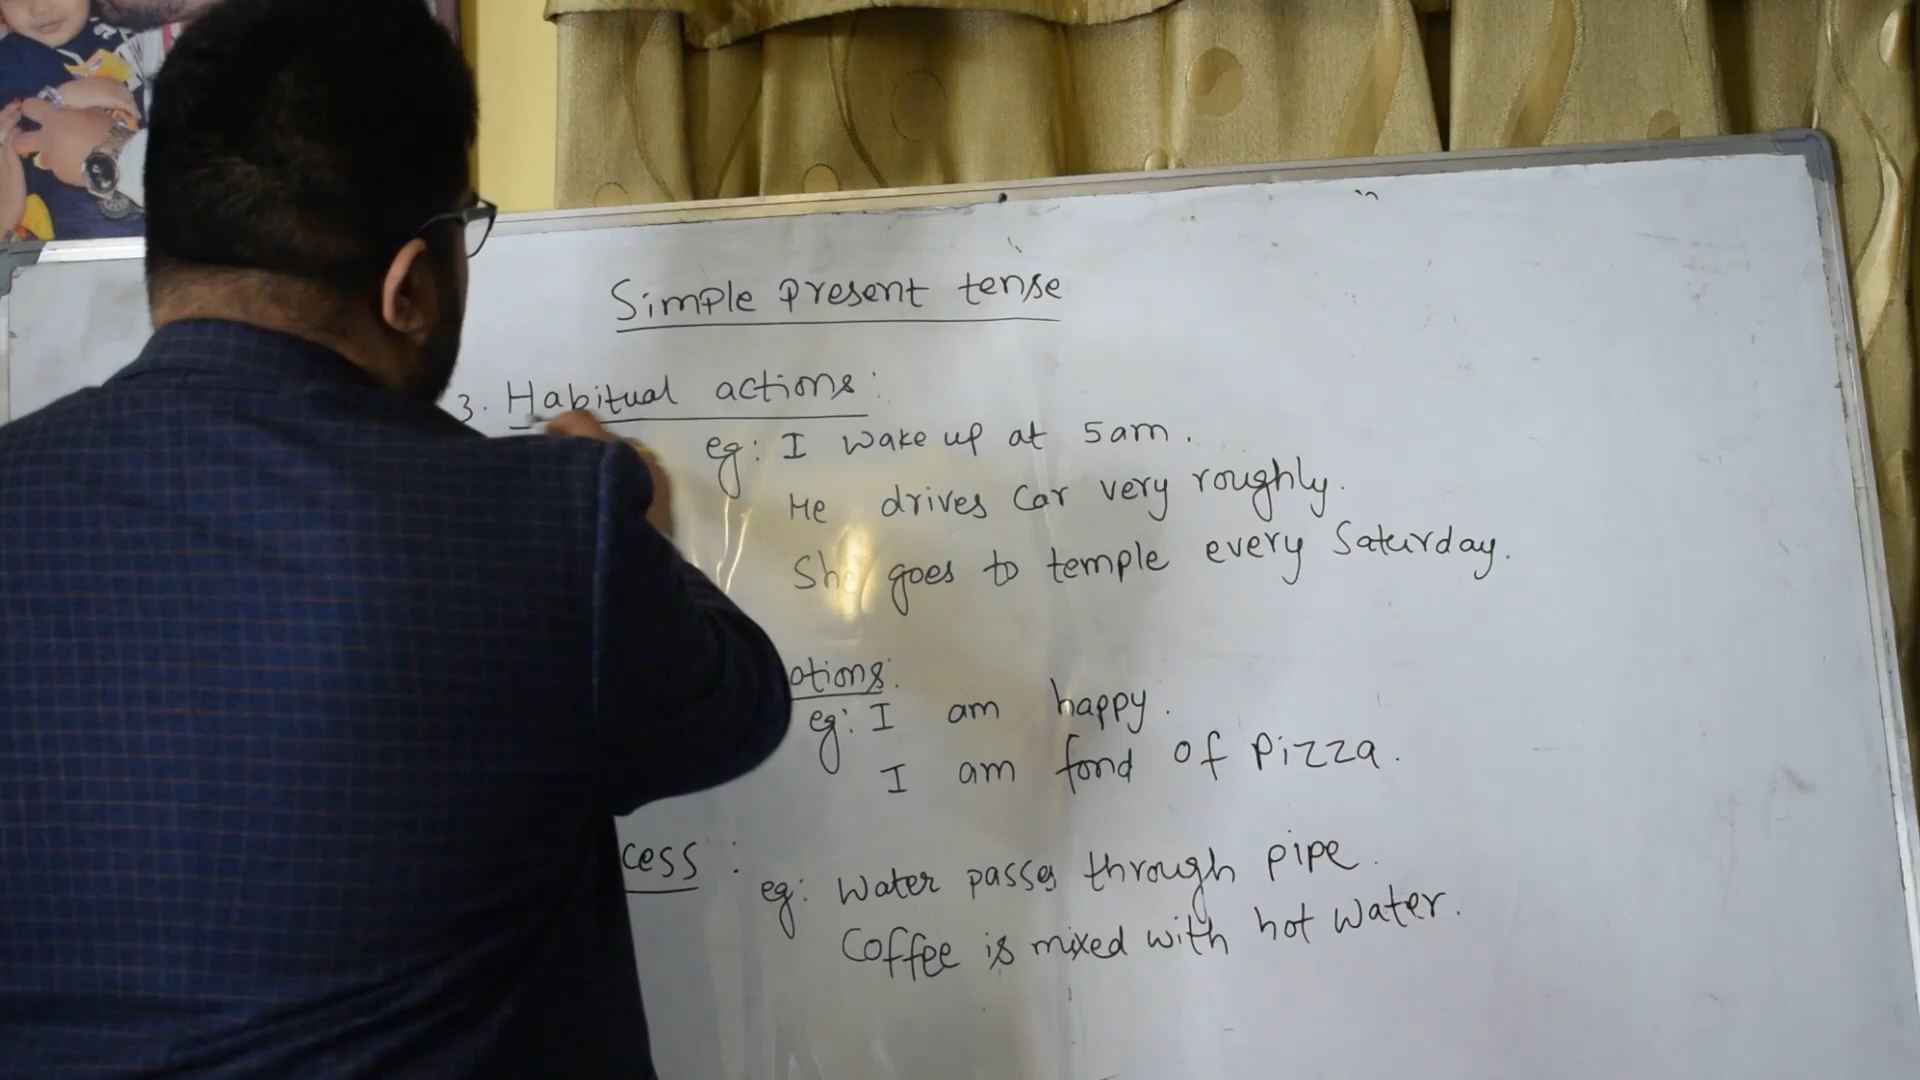 Simple present tense
3. Habitual actions:
eg: I wake up at 5am.
He drives Car very roughly.
She goes to temple every Saturday.
ations:
eg: I am happy.
I am fond of Pizza.
cess :
eg: Water passes through pipe.
Coffee is mixed with hot water.